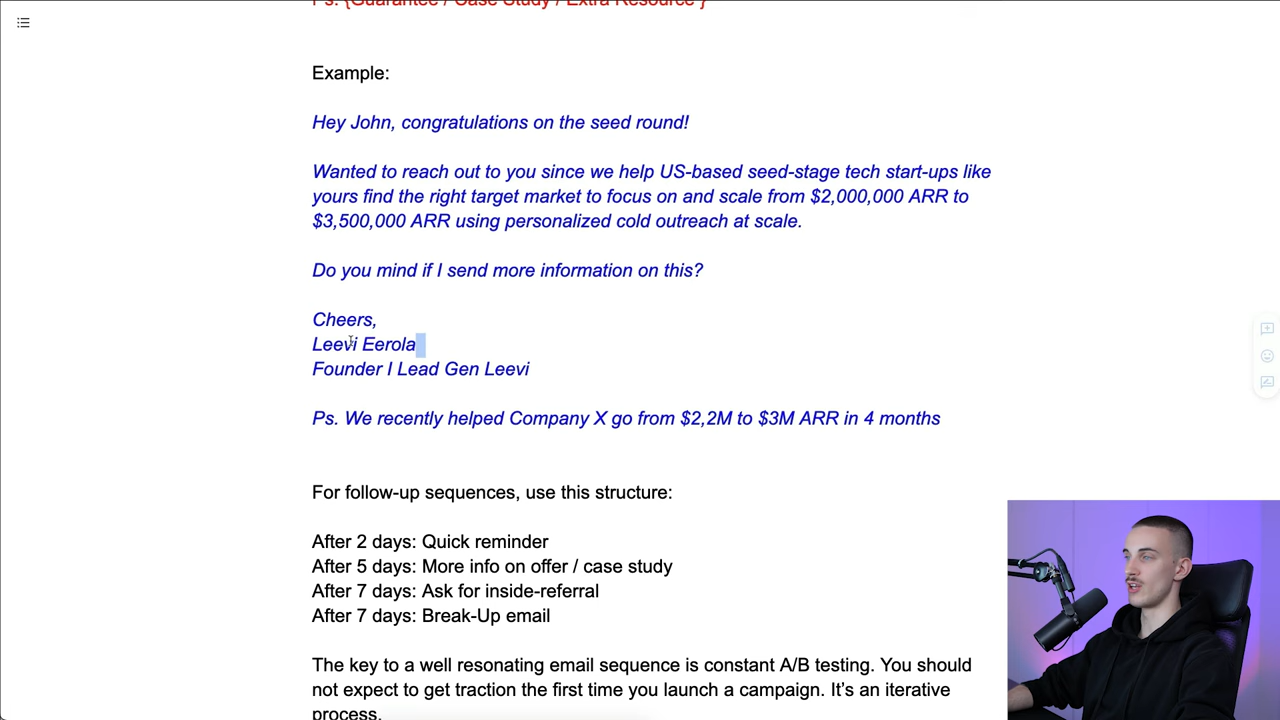 Ps. {Guarantee / Case Study / Extra Resource }
Example:
Hey John, congratulations on the seed round!
Wanted to reach out to you since we help US-based seed-stage tech start-ups like
yours find the right target market to focus on and scale from $2,000,000 ARR to
$3,500,000 ARR using personalized cold outreach at scale.
Do you mind if I send more information on this?
Cheers,
Leevi Eerola
Founder I Lead Gen Leevi
Ps. We recently helped Company X go from $2,2M to $3M ARR in 4 months
For follow-up sequences, use this structure:
After 2 days: Quick reminder
After 5 days: More info on offer / case study
After 7 days: Ask for inside-referral
After 7 days: Break-Up email
The key to a well resonating email sequence is constant A/B testing. You should
not expect to get traction the first time you launch a campaign. It’s an iterative
process.